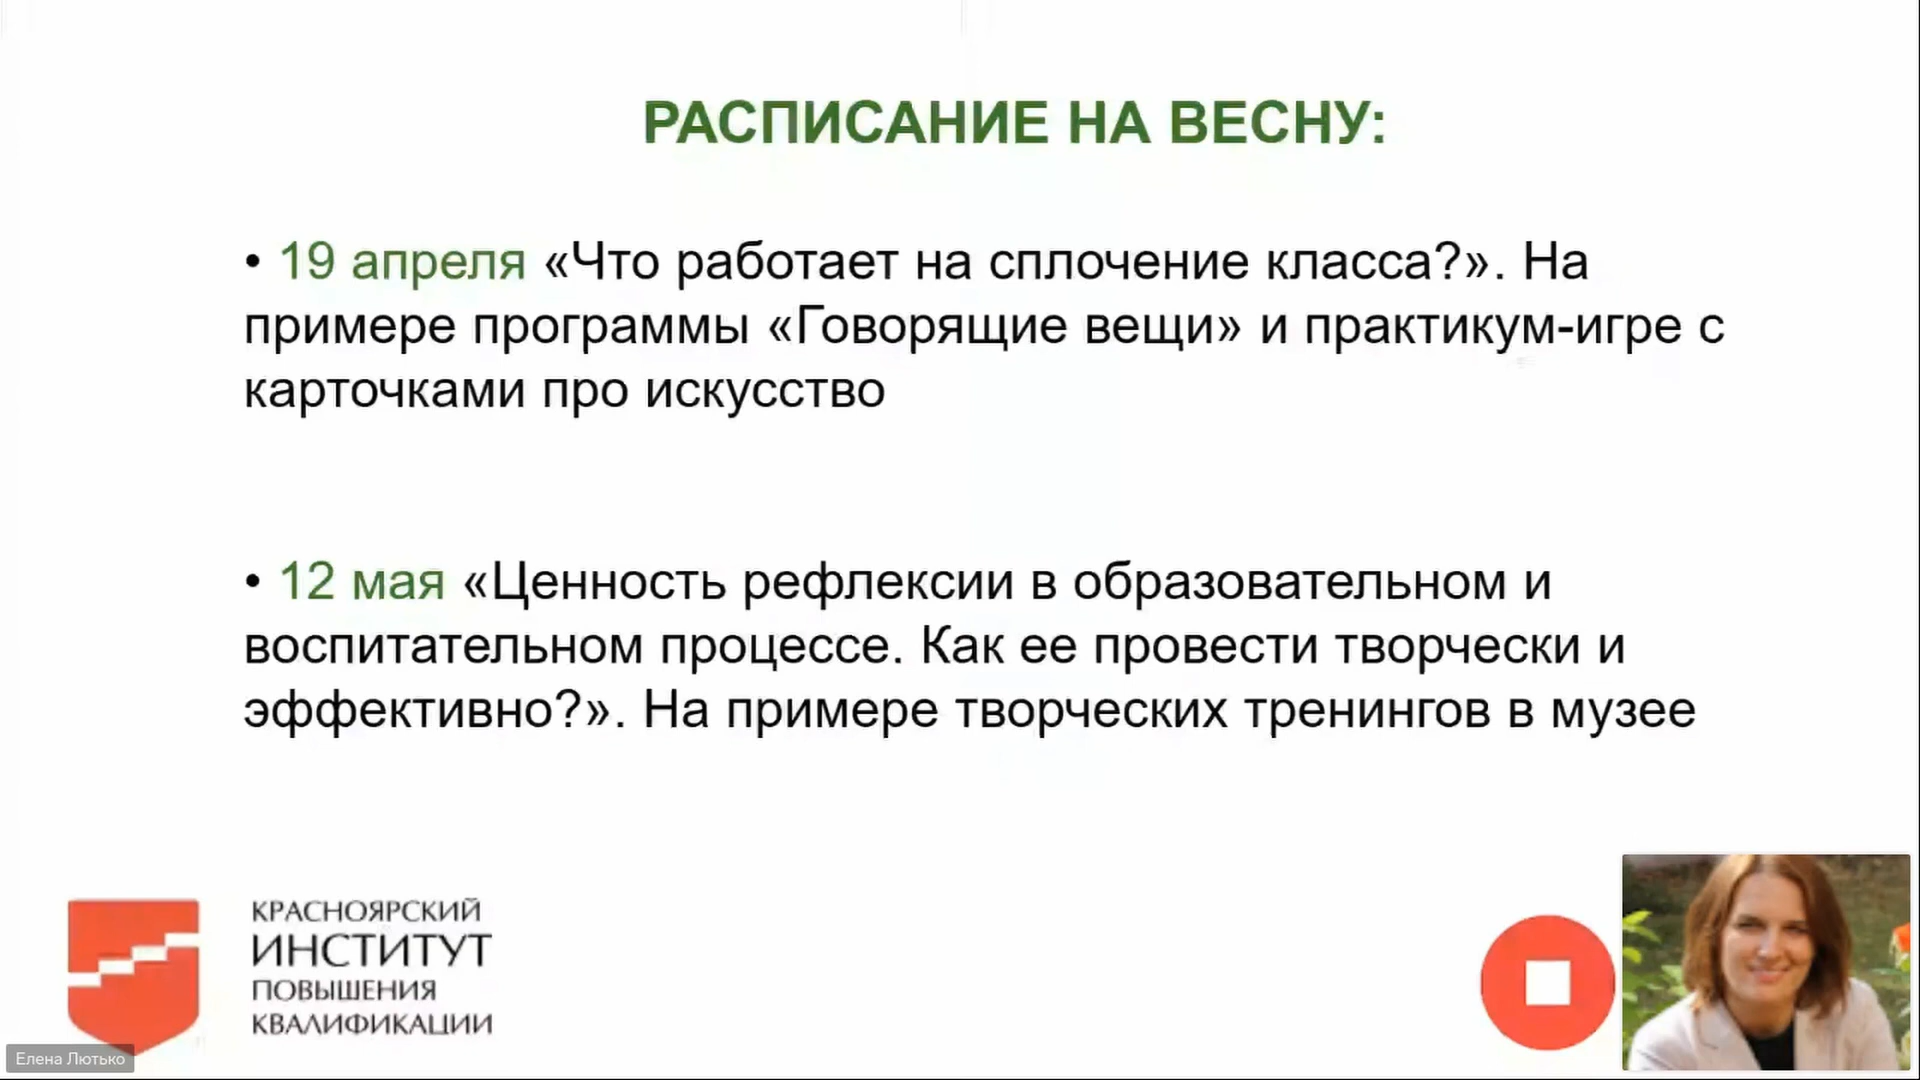 РАСПИСАНИЕ НА ВЕСНУ:
• 19 апреля «Что работает на сплочение класса?». На
примере программы «Говорящие вещи» и практикум-игре с
карточками про искусство
• 12 мая «Ценность рефлексии в образовательном и
воспитательном процессе. Как ее провести творчески и
эффективно?». На примере творческих тренингов в музее
КРАСНОЯРСКИЙ
ИНСТИТУТ
ПОВЫШЕНИЯ
КВАЛИФИКАЦИИ
Елена Лютько